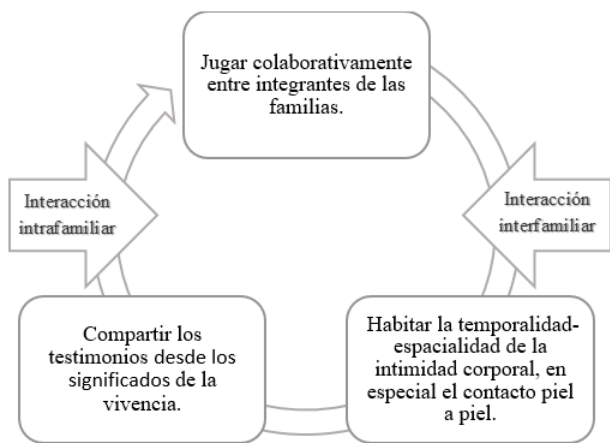 Jugar colaborativamente
entre integrantes de las
familias.
Interacción
intrafamiliar
Interacción
interfamiliar
Compartir los
testimonios desde los
significados de la
vivencia.
Habitar la temporalidad-
espacialidad de la
intimidad corporal, en
especial el contacto piel
a piel.